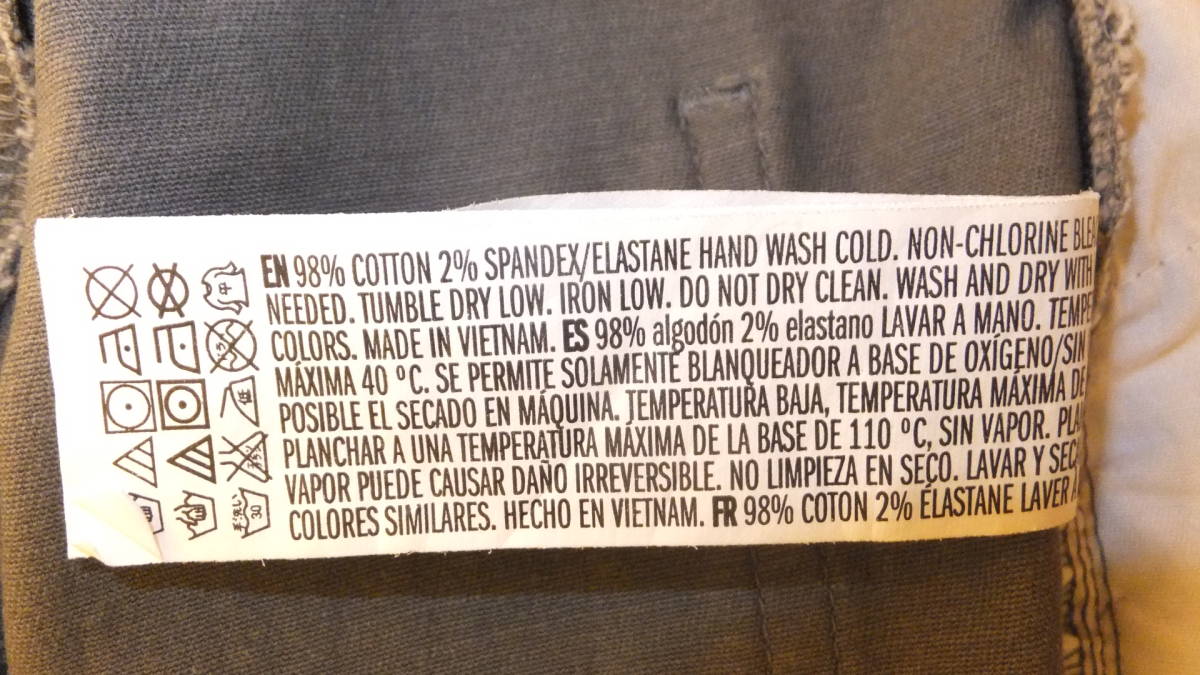 EN 98% COTTON 2% SPANDEX/ELASTANE HAND WASH COLD. NON-CHLORINE
NEEDED. TUMBLE DRY LOW. IRON LOW. DO NOT DRY CLEAN. WASH AND DRY WITH
COLORS. MADE IN VIETNAM. ES 98% algodón 2% elastano LAVAR A MANO.
MÁXIMA 40 ºC. SE PERMITE SOLAMENTE BLANQUEADOR A BASE DE OXÍGENO/SIN
POSIBLE EL SECADO EN MÁQUINA. TEMPERATURA BAJA, TEMPERATURA MÁXIMA DE
PLANCHAR A UNA TEMPERATURA MÁXIMA DE LA BASE DE 110 ºC, SIN VAPOR.
VAPOR PUEDE CAUSAR DAÑO IRREVERSIBLE. NO LIMPIEZA EN SECO. LAVAR Y
COLORES SIMILARES. HECHO EN VIETNAM. FR 98% COTON 2% ÉLASTANE LAVER
30